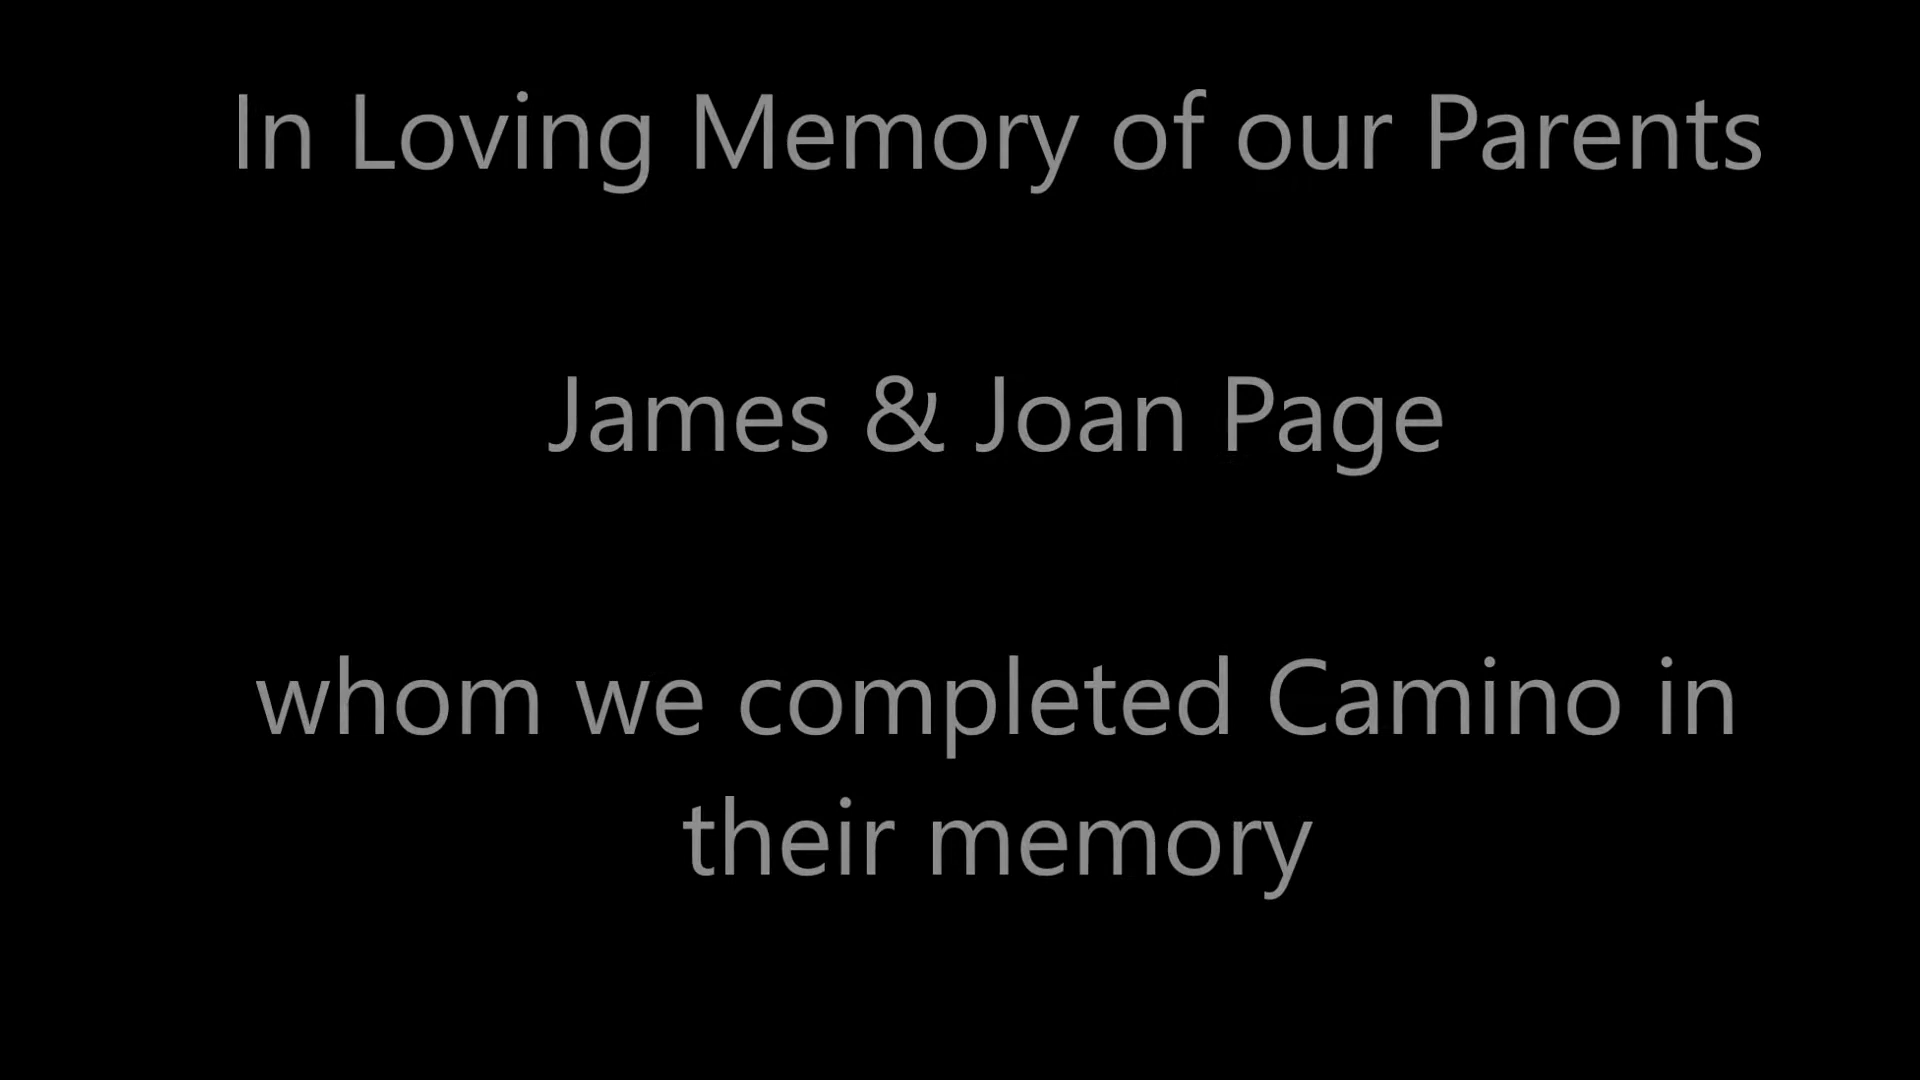 In Loving Memory of our Parents
James & Joan Page
whom we completed Camino in
their memory